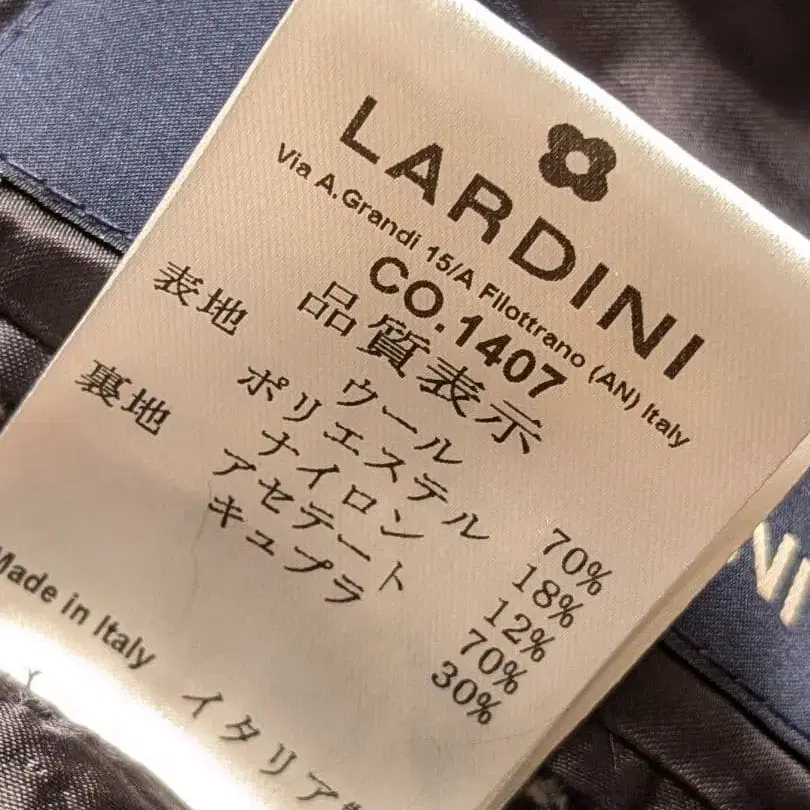 LARDINI
Via A.Grandi 15/A Filottrano (AN) Italy
CO.1407
品質表示
表地 ウール 70%
ポリエステル 18%
ナイロン 12%
裏地 アセテート 70%
キュプラ 30%
Made in Italy イタリア